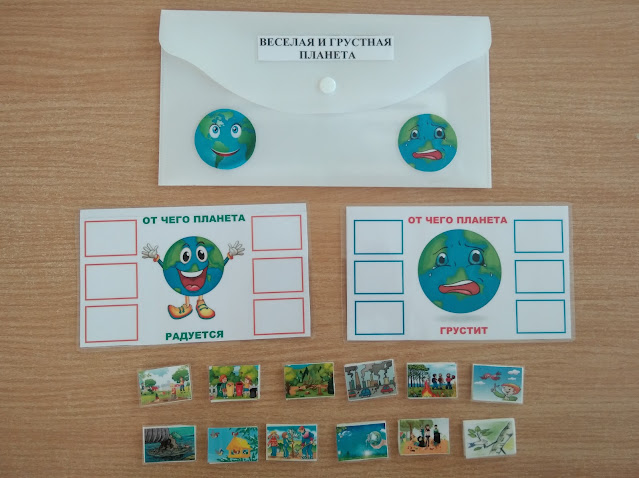 ВЕСЕЛАЯ И ГРУСТНАЯ
ПЛАНЕТА
ОТ ЧЕГО ПЛАНЕТА
РАДУЕТСЯ
ОТ ЧЕГО ПЛАНЕТА
ГРУСТИТ